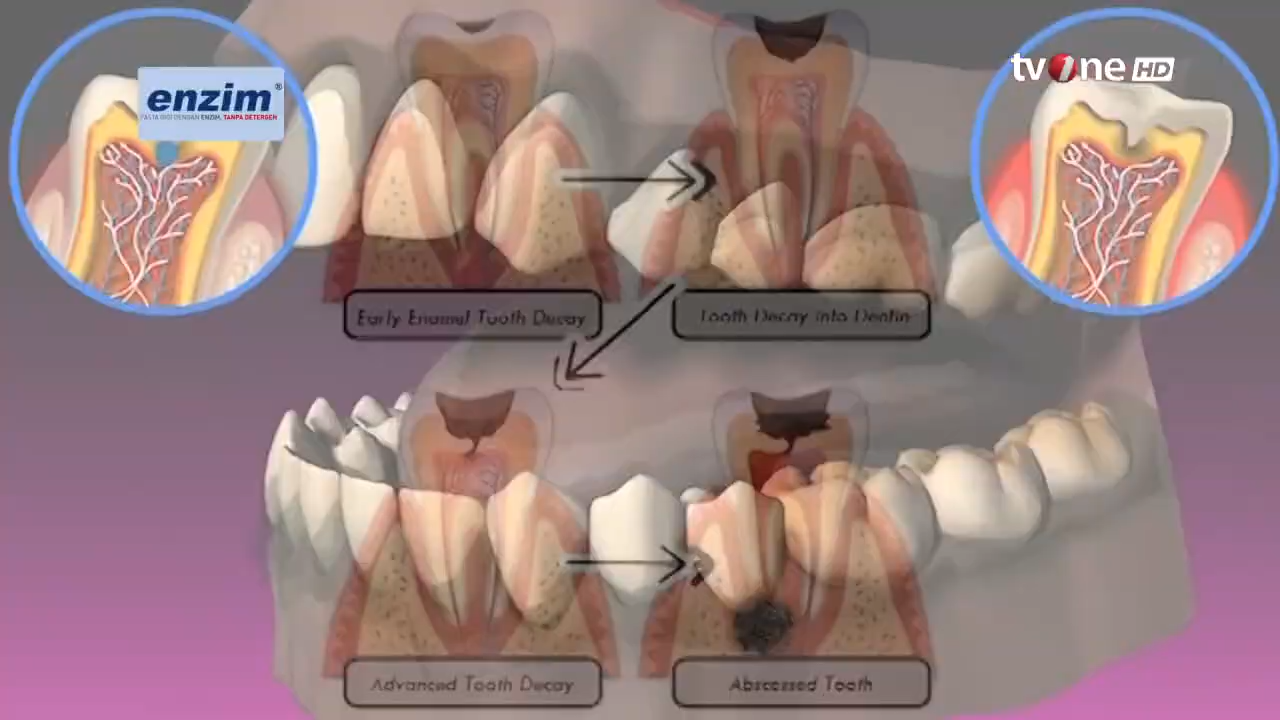 enzim®
PASTA GIGI DENGAN ENZIM, TANPA DETERGEN
tvOne HD
Early Enamel Tooth Decay
Tooth Decay Into Dentin
Advanced Tooth Decay
Abscessed Tooth